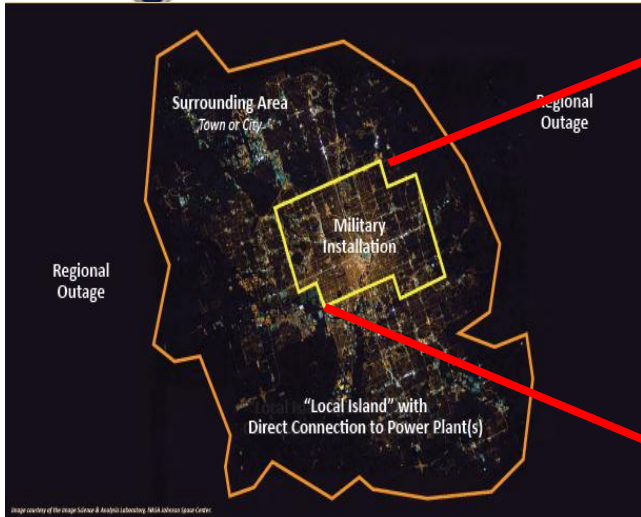 Surrounding Area
Town or City
Regional
Outage
Military
Installation
Regional
Outage
"Local Island" with
Direct Connection to Power Plant(s)
Image courtesy of the Image Science & Analysis Laboratory, NASA Johnson Space Center.